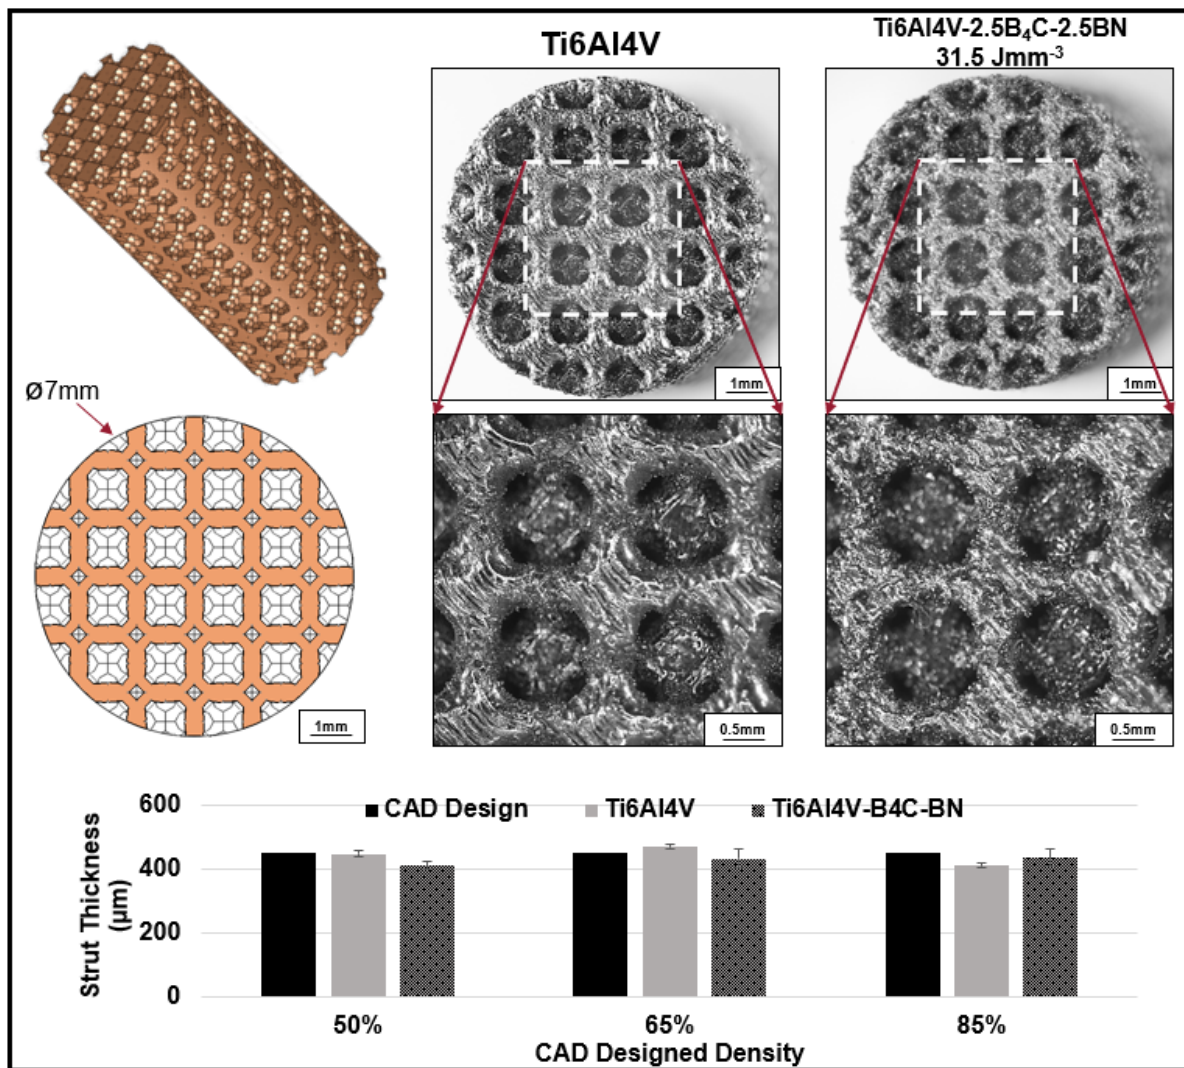 Ti6Al4V
Ti6Al4V-2.5B₄C-2.5BN
31.5 Jmm⁻³
1mm
1mm
Ø7mm
1mm
0.5mm
0.5mm
600
400
200
0
Strut Thickness
(µm)
CAD Design
Ti6Al4V
Ti6Al4V-B4C-BN
50%
65%
85%
CAD Designed Density